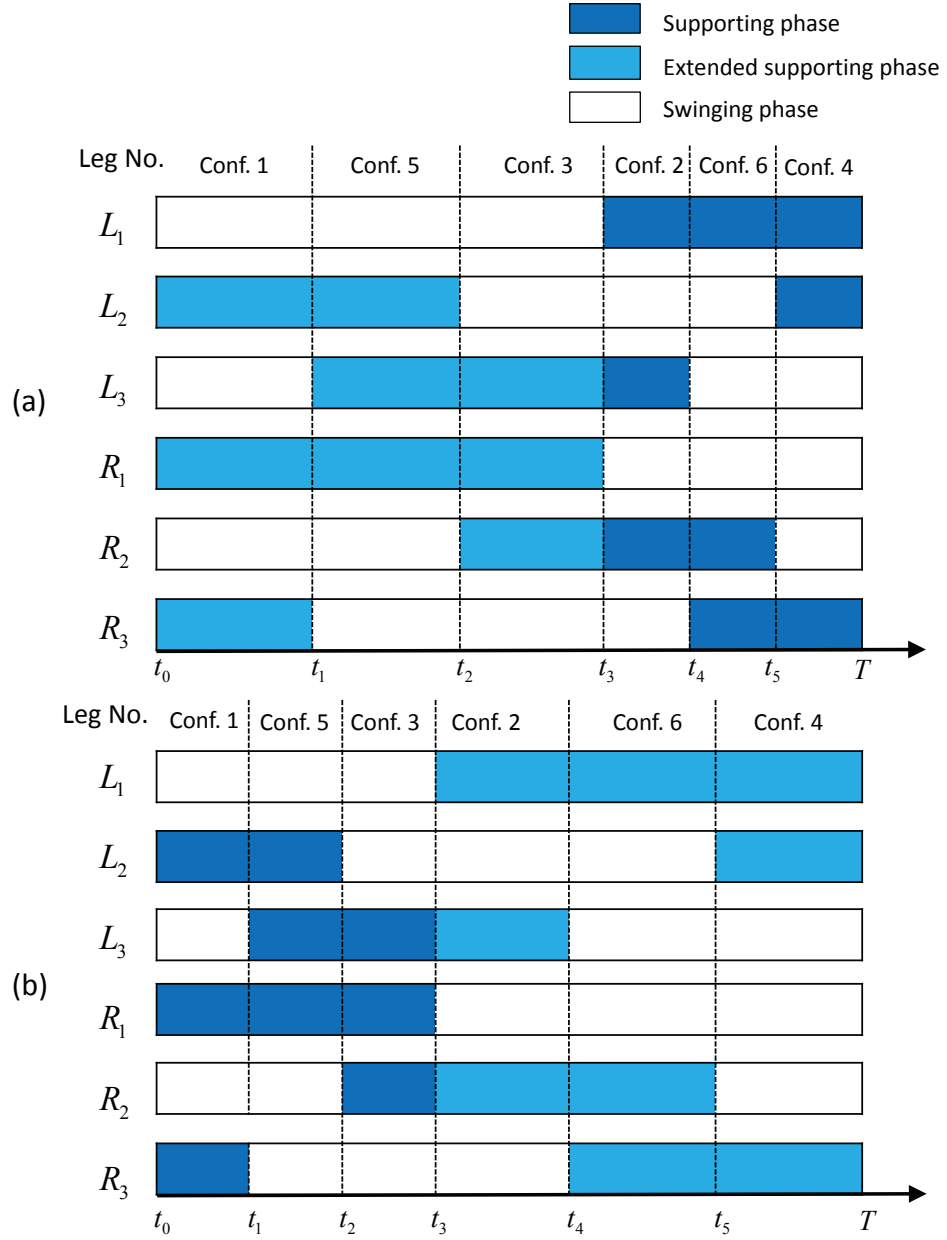 Supporting phase
Extended supporting phase
Swinging phase
Leg No. Conf. 1 Conf. 5 Conf. 3 Conf. 2 Conf. 6 Conf. 4
L1
L2
L3
(a)
R1
R2
R3
t0 t1 t2 t3 t4 t5 T
Leg No. Conf. 1 Conf. 5 Conf. 3 Conf. 2 Conf. 6 Conf. 4
L1
L2
L3
(b)
R1
R2
R3
t0 t1 t2 t3 t4 t5 T